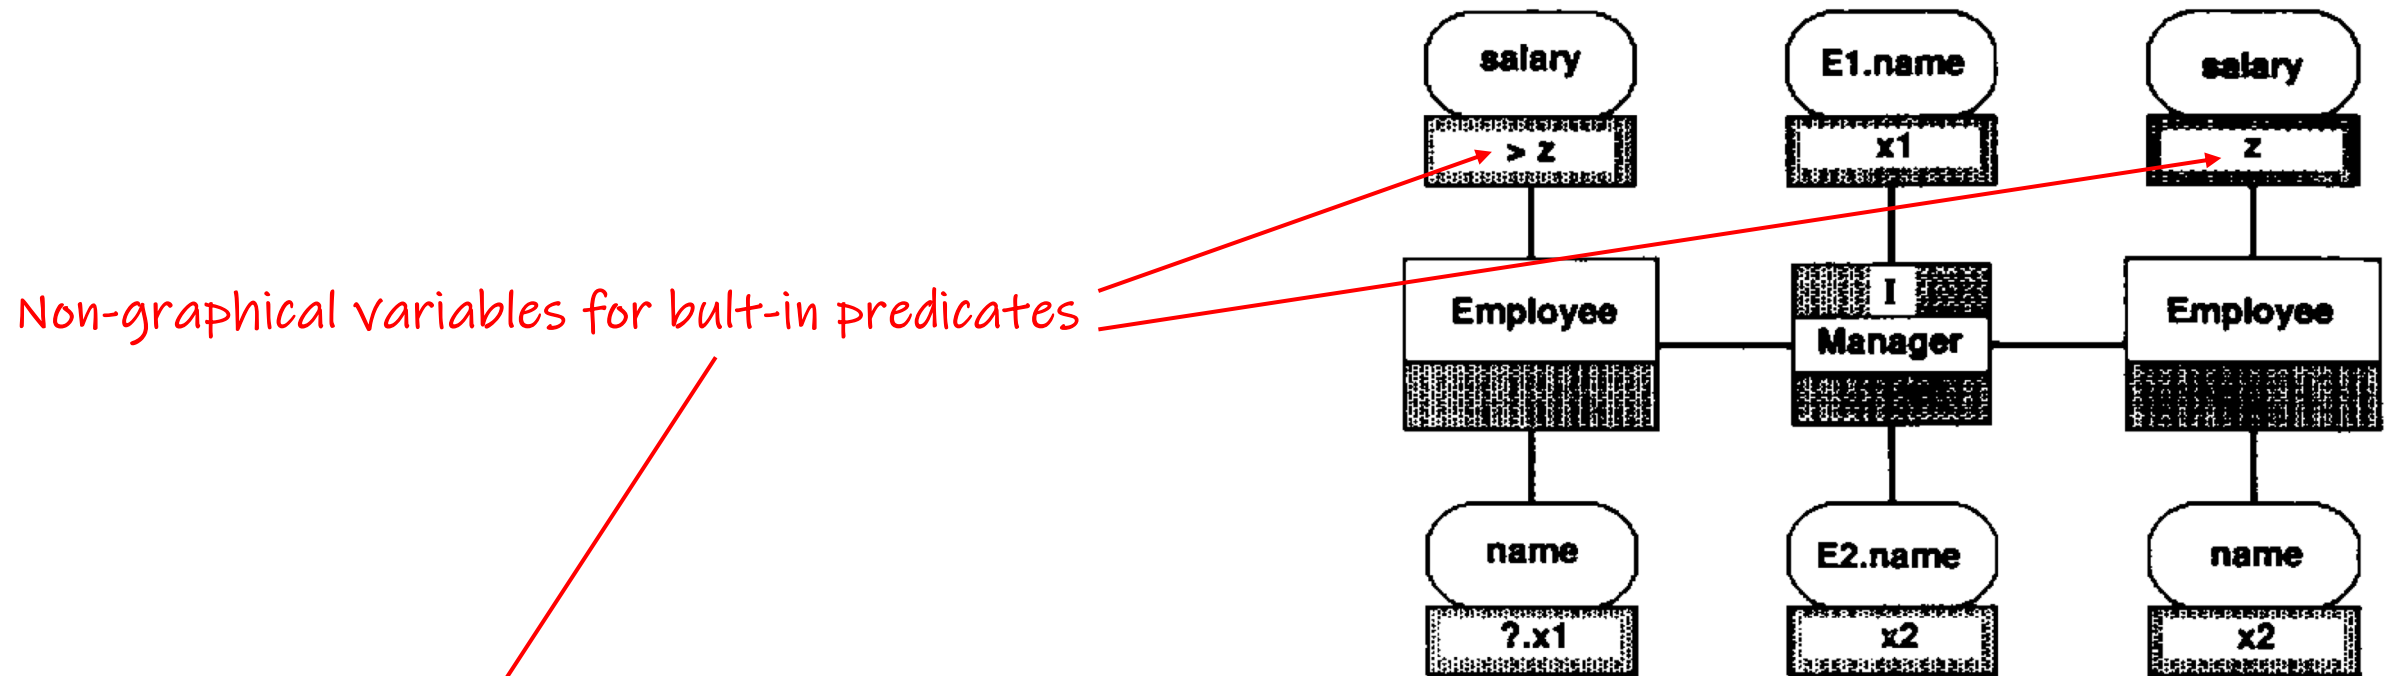 salary
E1.name
salary
> z
x1
z
Non-graphical variables for bult-in predicates
Employee
I
Manager
Employee
name
E2.name
name
?.x1
x2
x2